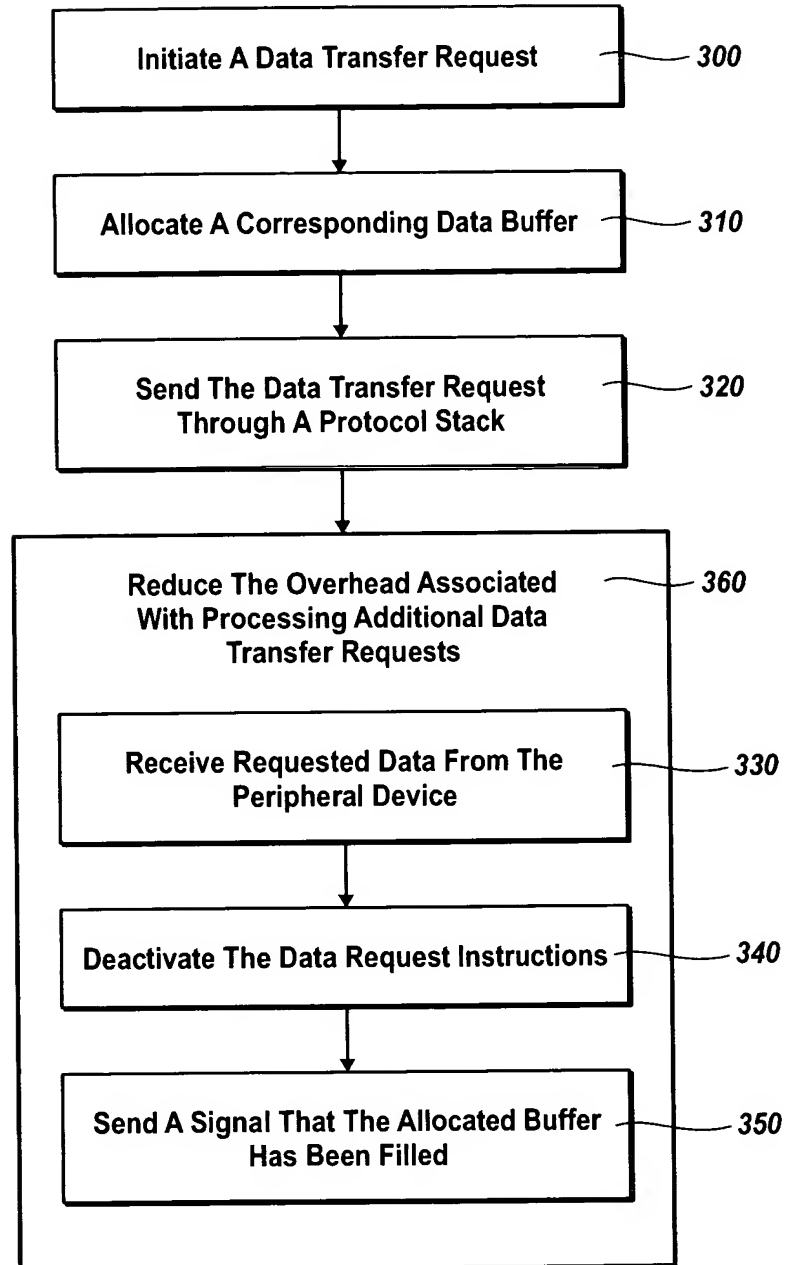 Initiate A Data Transfer Request
300
Allocate A Corresponding Data Buffer
310
Send The Data Transfer Request
Through A Protocol Stack
320
Reduce The Overhead Associated
With Processing Additional Data
Transfer Requests
360
Receive Requested Data From The
Peripheral Device
330
Deactivate The Data Request Instructions
340
Send A Signal That The Allocated Buffer
Has Been Filled
350